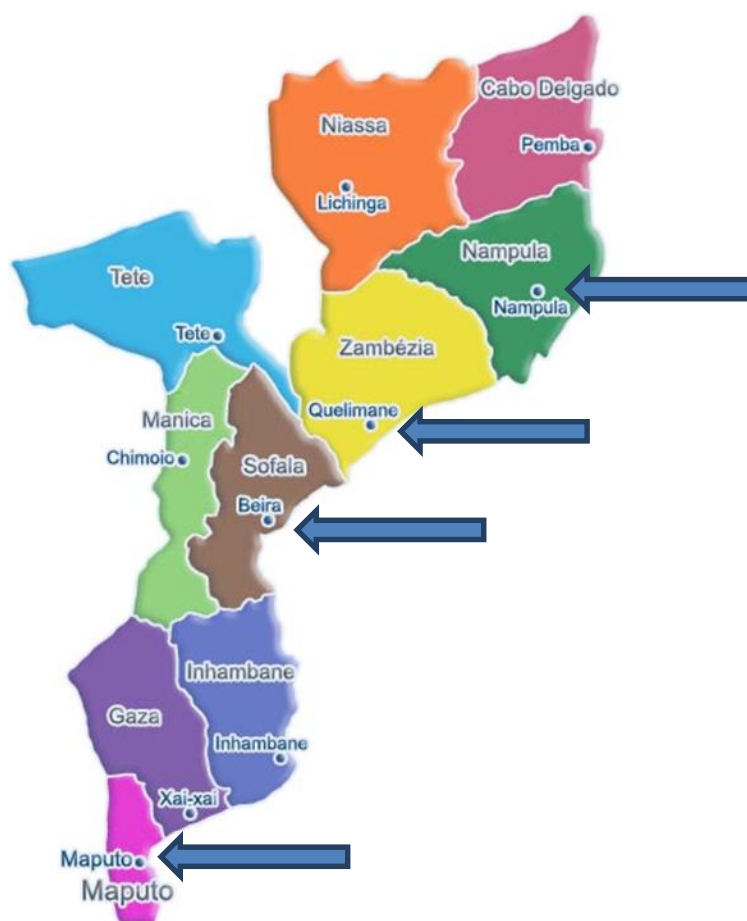 Cabo Delgado
Niassa
Pemba
Lichinga
Nampula
Tete
Nampula
Tete
Zambézia
Quelimane
Manica
Chimoio
Sofala
Beira
Inhambane
Gaza
Inhambane
Xai-xai
Maputo
Maputo